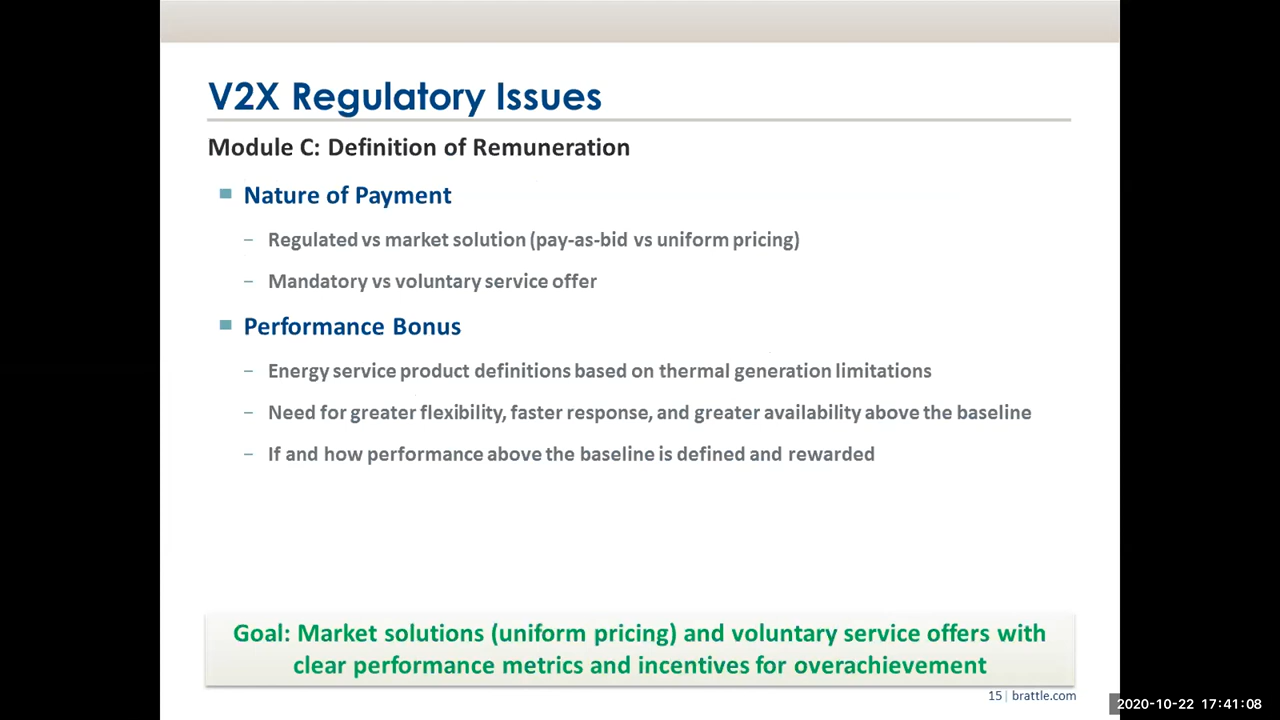 V2X Regulatory Issues
Module C: Definition of Remuneration
Nature of Payment
– Regulated vs market solution (pay-as-bid vs uniform pricing)
– Mandatory vs voluntary service offer
Performance Bonus
– Energy service product definitions based on thermal generation limitations
– Need for greater flexibility, faster response, and greater availability above the baseline
– If and how performance above the baseline is defined and rewarded
Goal: Market solutions (uniform pricing) and voluntary service offers with
clear performance metrics and incentives for overachievement
15 | brattle.com
2020-10-22 17:41:08